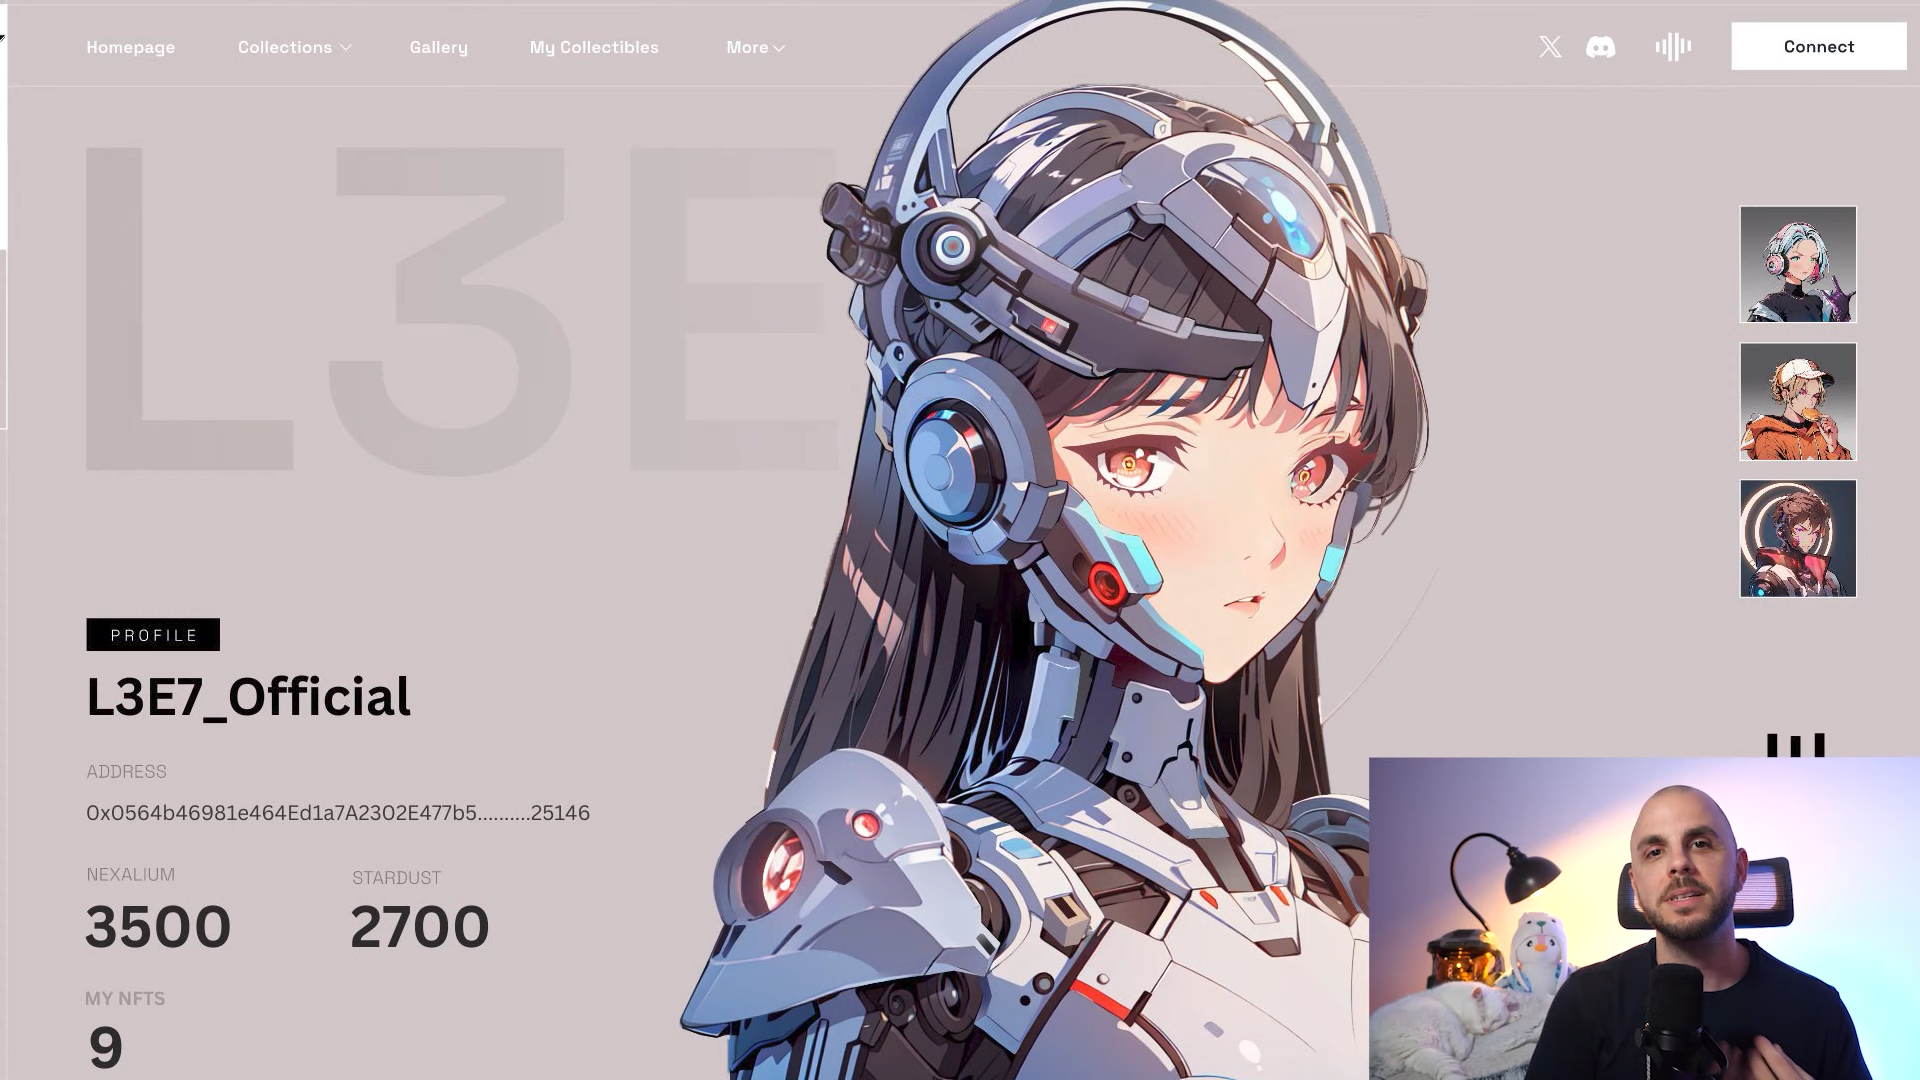 Homepage
Collections
Gallery
My Collectibles
More
Connect
L3E
PROFILE
L3E7_Official
ADDRESS
0x0564b46981e464Ed1a7A2302E477b5..........25146
NEXALIUM
STARDUST
3500
2700
MY NFTS
9